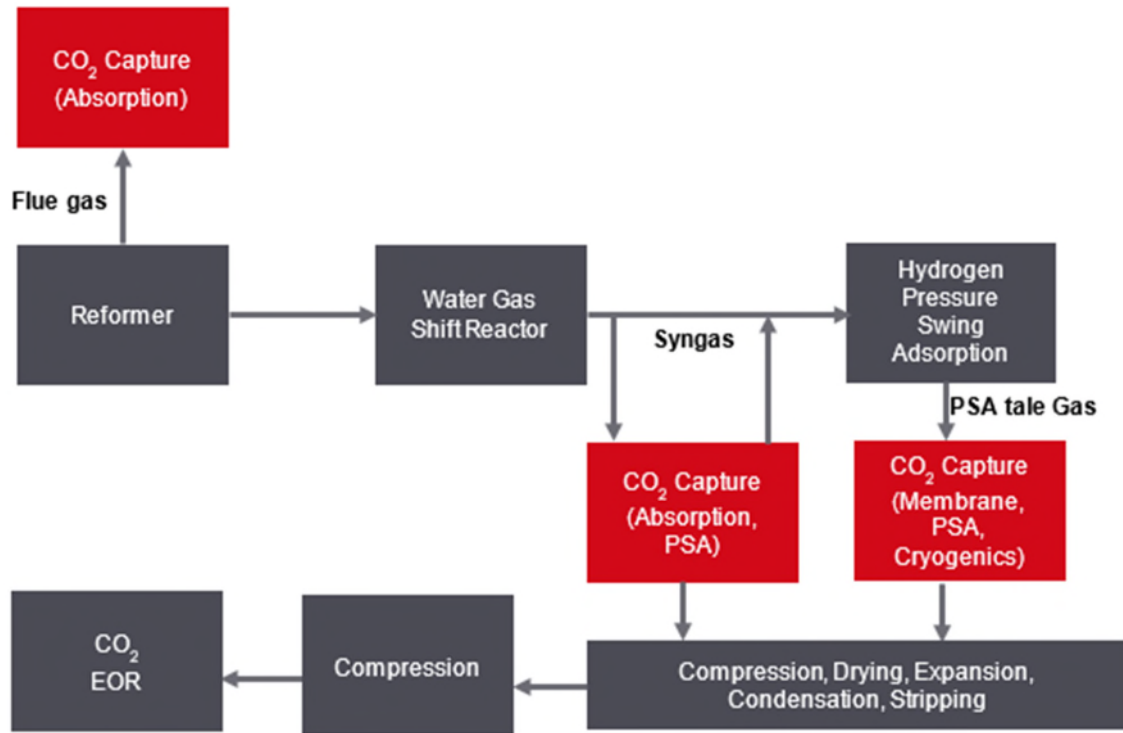 CO₂ Capture
(Absorption)
Flue gas
Reformer
Water Gas
Shift Reactor
Syngas
Hydrogen
Pressure
Swing
Adsorption
PSA tale Gas
CO₂ Capture
(Absorption,
PSA)
CO₂ Capture
(Membrane,
PSA,
Cryogenics)
CO₂
EOR
Compression
Compression, Drying, Expansion,
Condensation, Stripping